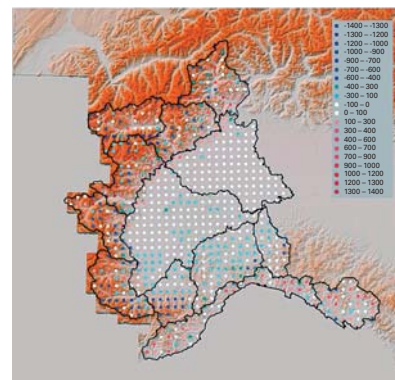 -1400 – -1300
-1300 – -1200
-1200 – -1000
-1000 – -900
-900 – -700
-700 – -600
-600 – -400
-400 – -300
-300 – -100
-100 – 0
0 – 100
100 – 300
300 – 400
400 – 600
600 – 700
700 – 900
900 – 1000
1000 – 1200
1200 – 1300
1300 – 1400